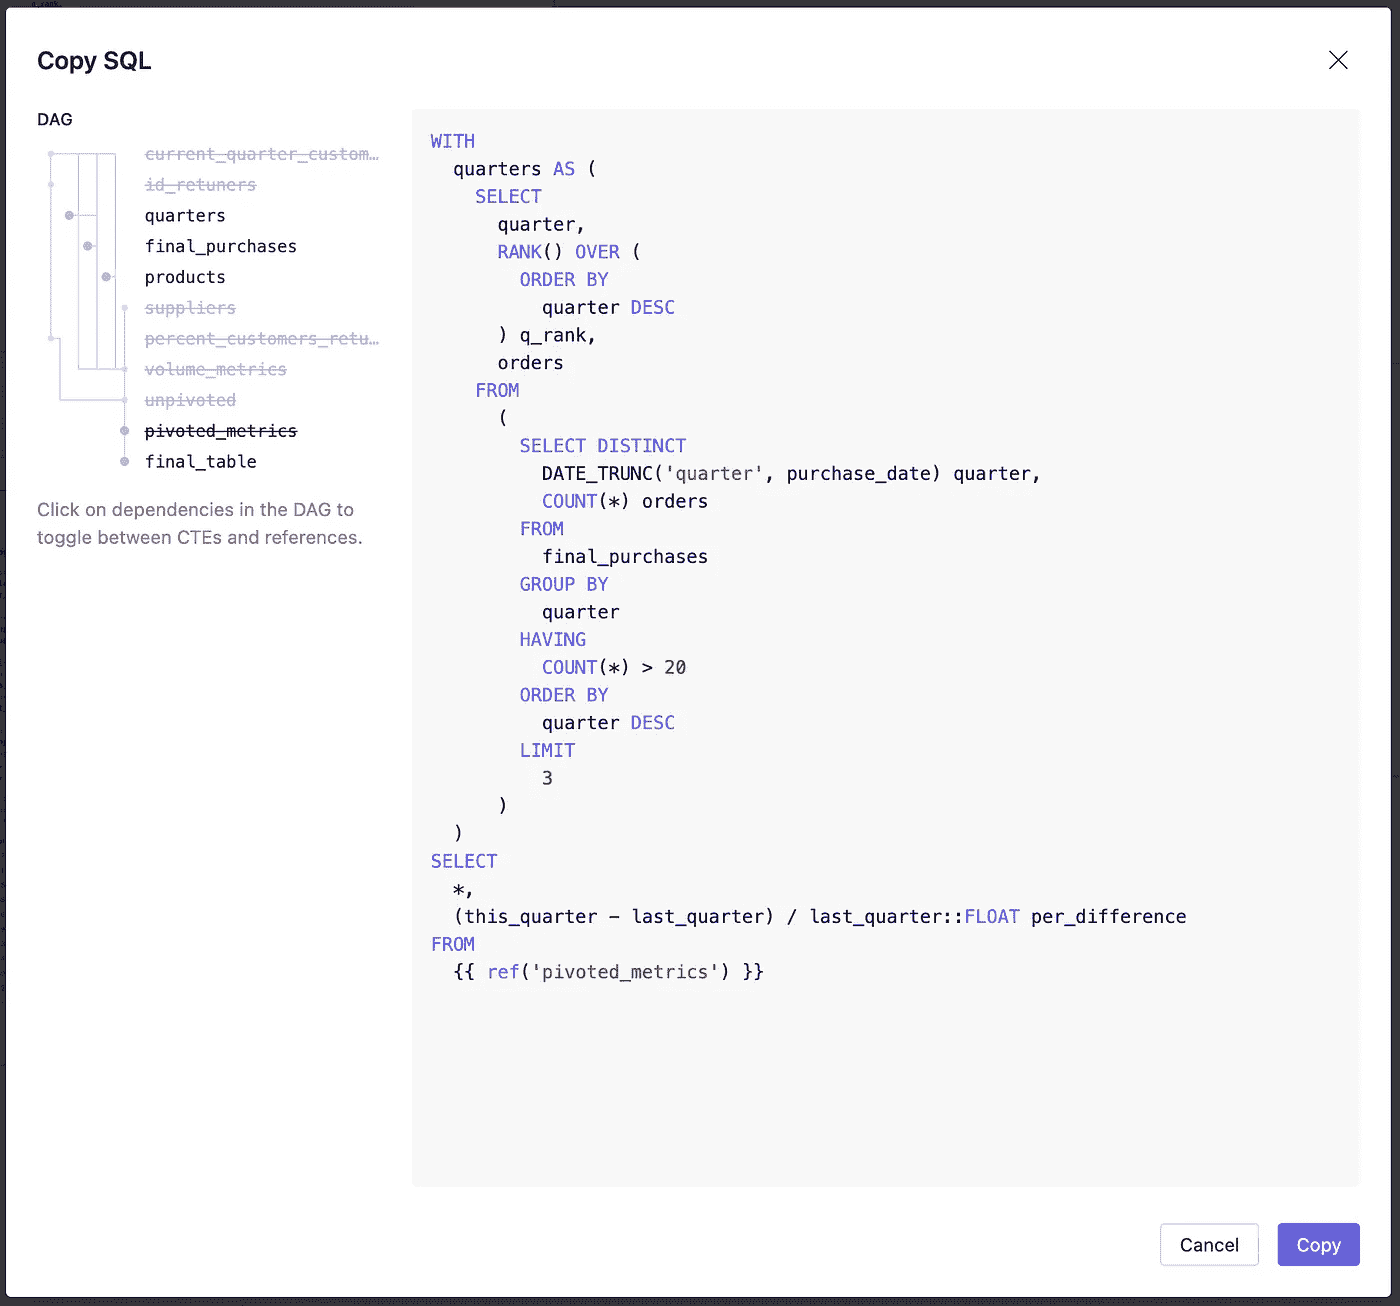 Copy SQL
DAG
current_quarter_custom…
id_retuners
quarters
final_purchases
products
suppliers
percent_customers_retu…
volume_metrics
unpivoted
pivoted_metrics
final_table
Click on dependencies in the DAG to
toggle between CTEs and references.
WITH
  quarters AS (
    SELECT
      quarter,
      RANK() OVER (
        ORDER BY
          quarter DESC
      ) q_rank,
      orders
    FROM
      (
        SELECT DISTINCT
          DATE_TRUNC('quarter', purchase_date) quarter,
          COUNT(*) orders
        FROM
          final_purchases
        GROUP BY
          quarter
        HAVING
          COUNT(*) > 20
        ORDER BY
          quarter DESC
        LIMIT
          3
      )
  )
SELECT
  *,
  (this_quarter - last_quarter) / last_quarter::FLOAT per_difference
FROM
  {{ ref('pivoted_metrics') }}
Cancel
Copy